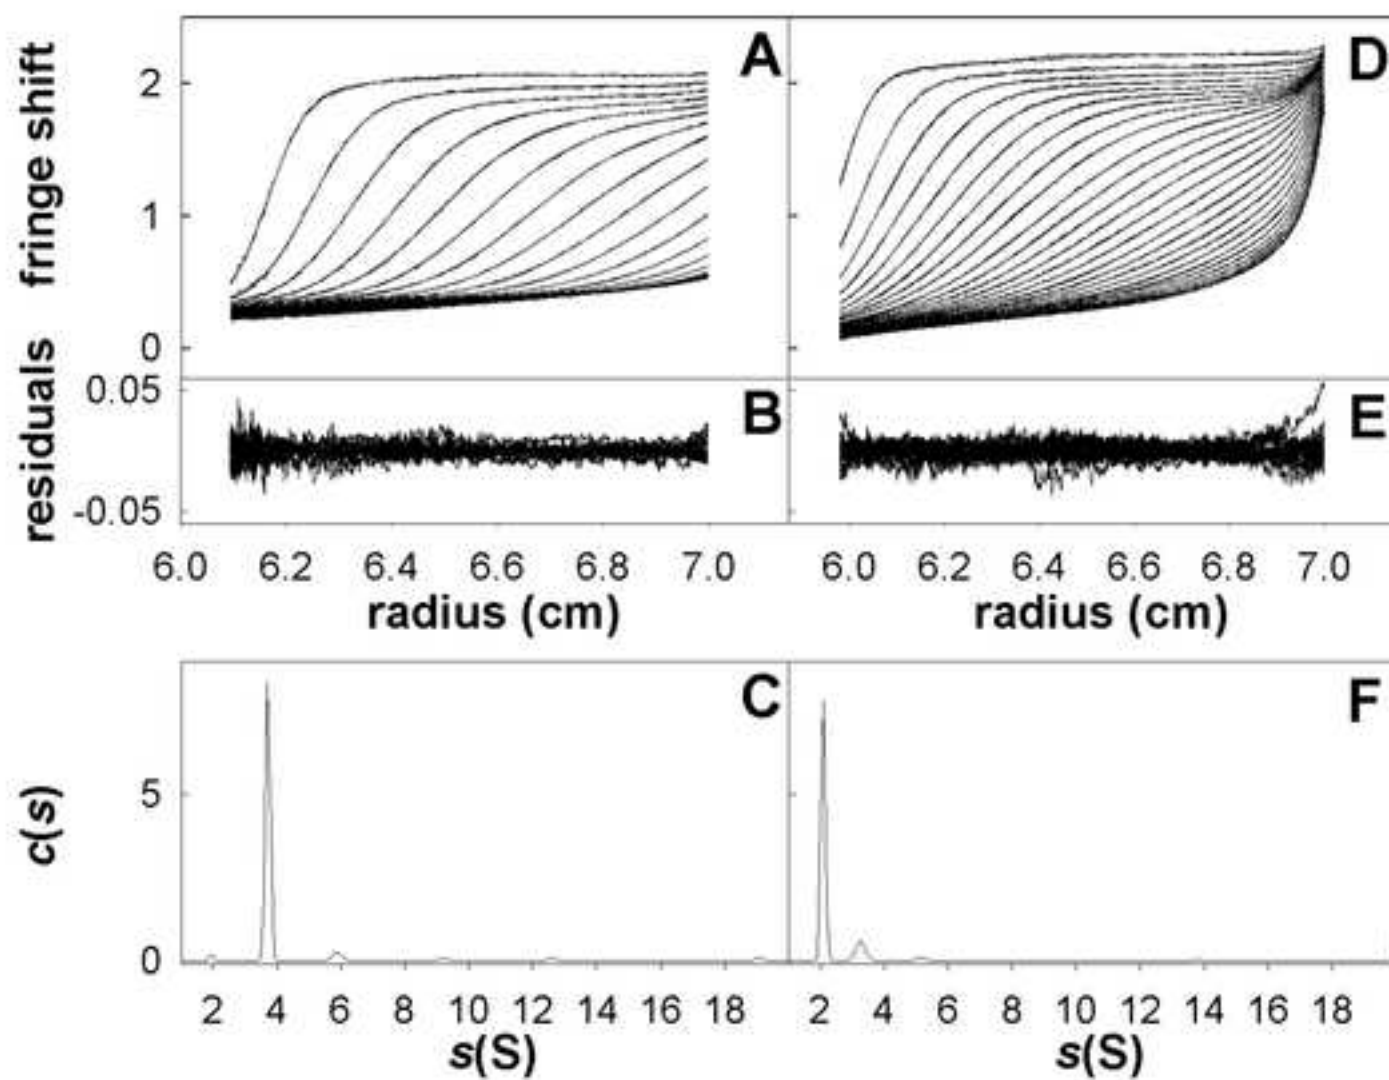 A D
fringe shift
2
1
0
residuals
0.05
-0.05
B E
6.0 6.2 6.4 6.6 6.8 7.0 6.0 6.2 6.4 6.6 6.8 7.0
radius (cm) radius (cm)
C F
c(s)
5
0
2 4 6 8 10 12 14 16 18 2 4 6 8 10 12 14 16 18
s(S) s(S)